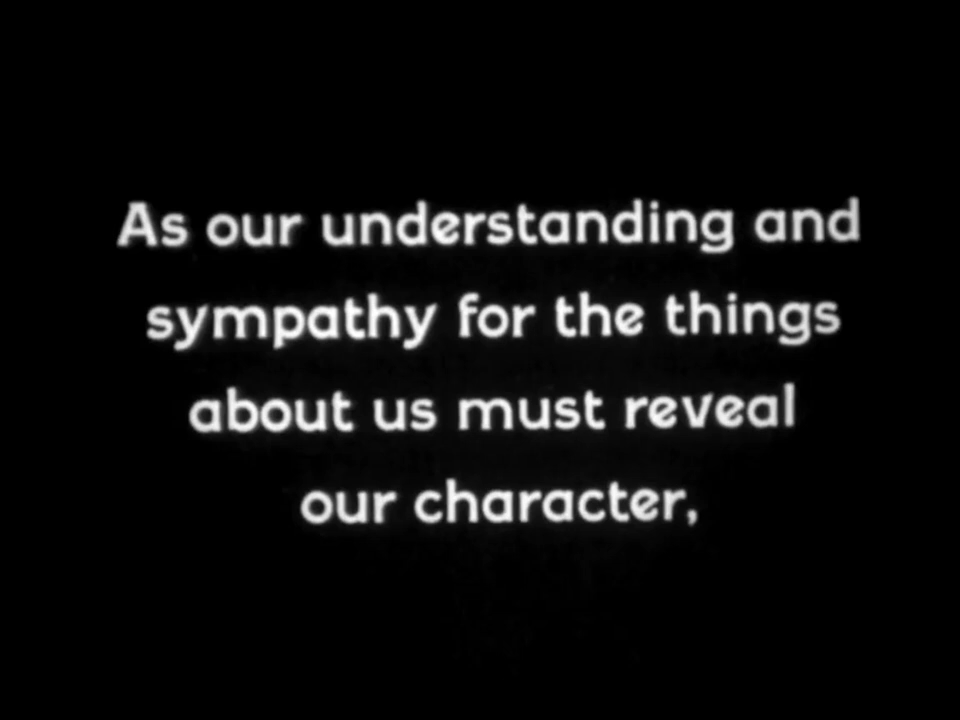 As our understanding and
sympathy for the things
about us must reveal
our character,